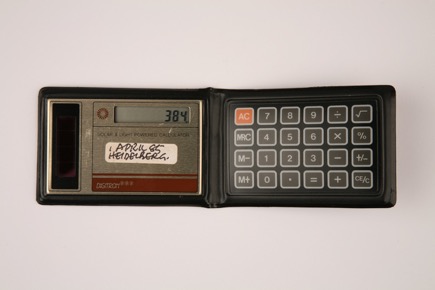 384.
SOLAR & LIGHT POWERED CALCULATOR
1 APRIL 85
HEIDELBERG.
DIGITRON
AC 7 8 9 ÷ √
MRC 4 5 6 × %
M- 1 2 3 - +/-
M+ 0 · = + CE/C